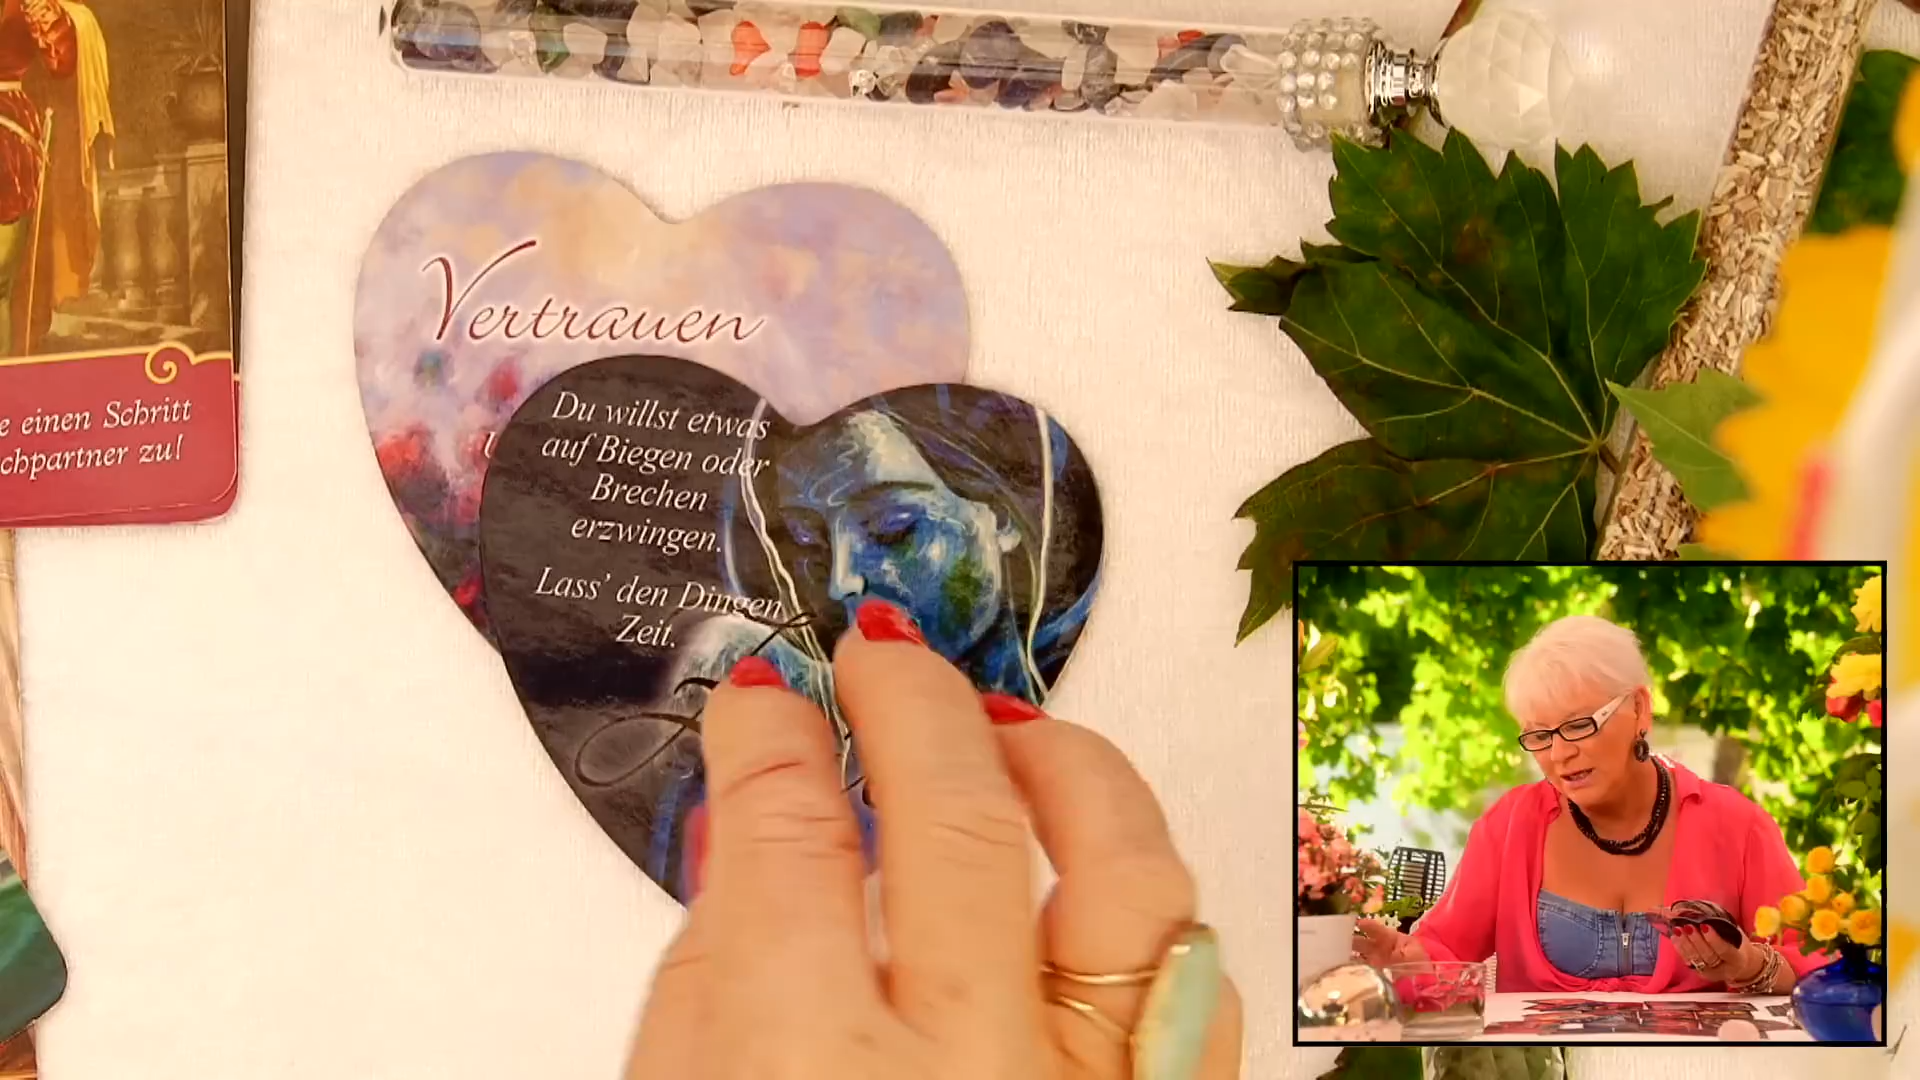 e einen Schritt
chpartner zu!
Vertrauen
Du willst etwas
auf Biegen oder
Brechen
erzwingen.
Lass' den Dingen
Zeit.